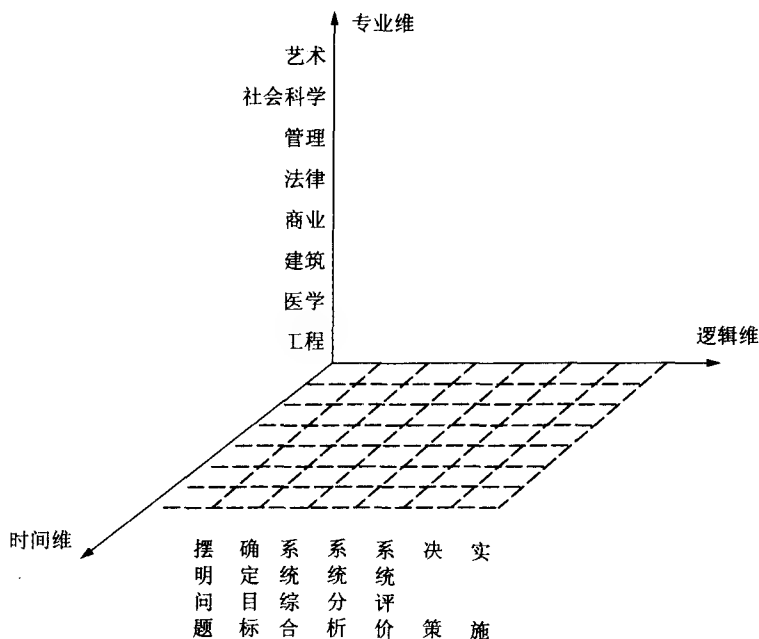 专业维
艺术
社会科学
管理
法律
商业
建筑
医学
工程
逻辑维
时间维
摆明问题
确定目标
系统综合
系统分析
系统评价
决策
实施